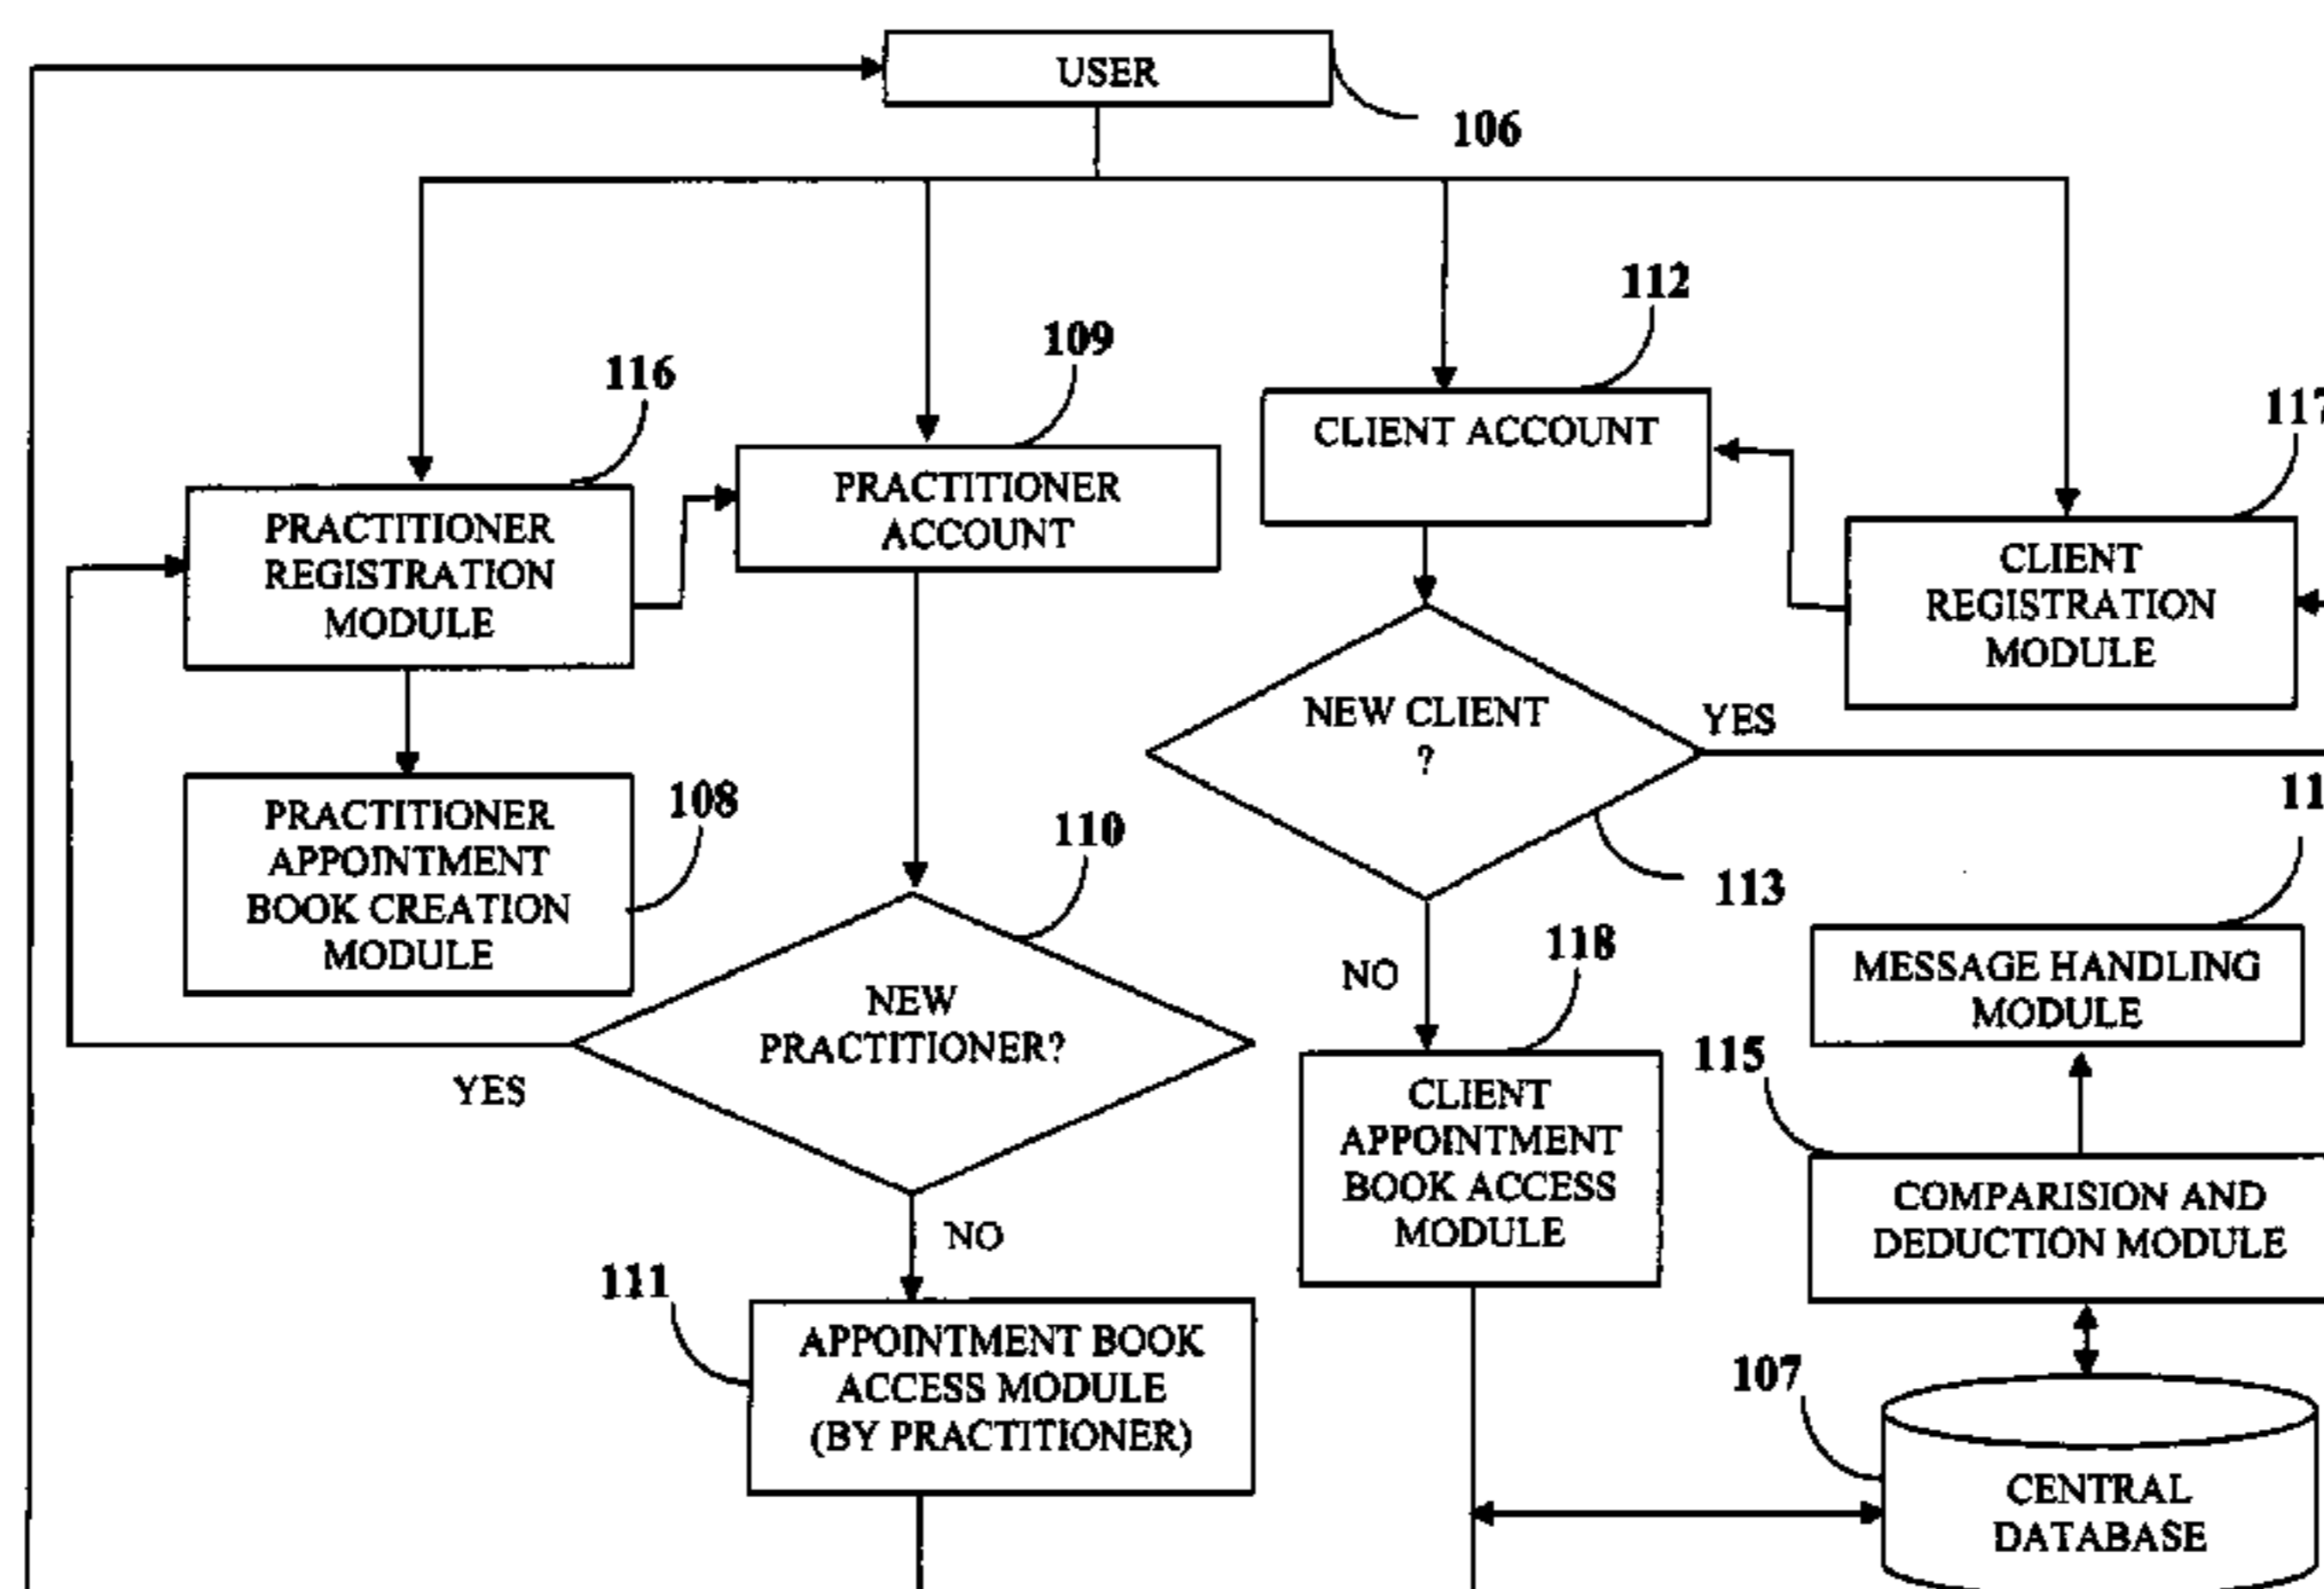 USER
106
112
109
116
117
CLIENT ACCOUNT
PRACTITIONER
ACCOUNT
PRACTITIONER
REGISTRATION
MODULE
CLIENT
REGISTRATION
MODULE
NEW CLIENT
?
YES
11
PRACTITIONER
APPOINTMENT
BOOK CREATION
MODULE
108
110
113
118
NO
MESSAGE HANDLING
MODULE
NEW
PRACTITIONER?
YES
115
CLIENT
APPOINTMENT
BOOK ACCESS
MODULE
COMPARISION AND
DEDUCTION MODULE
NO
111
APPOINTMENT BOOK
ACCESS MODULE
(BY PRACTITIONER)
107
CENTRAL
DATABASE